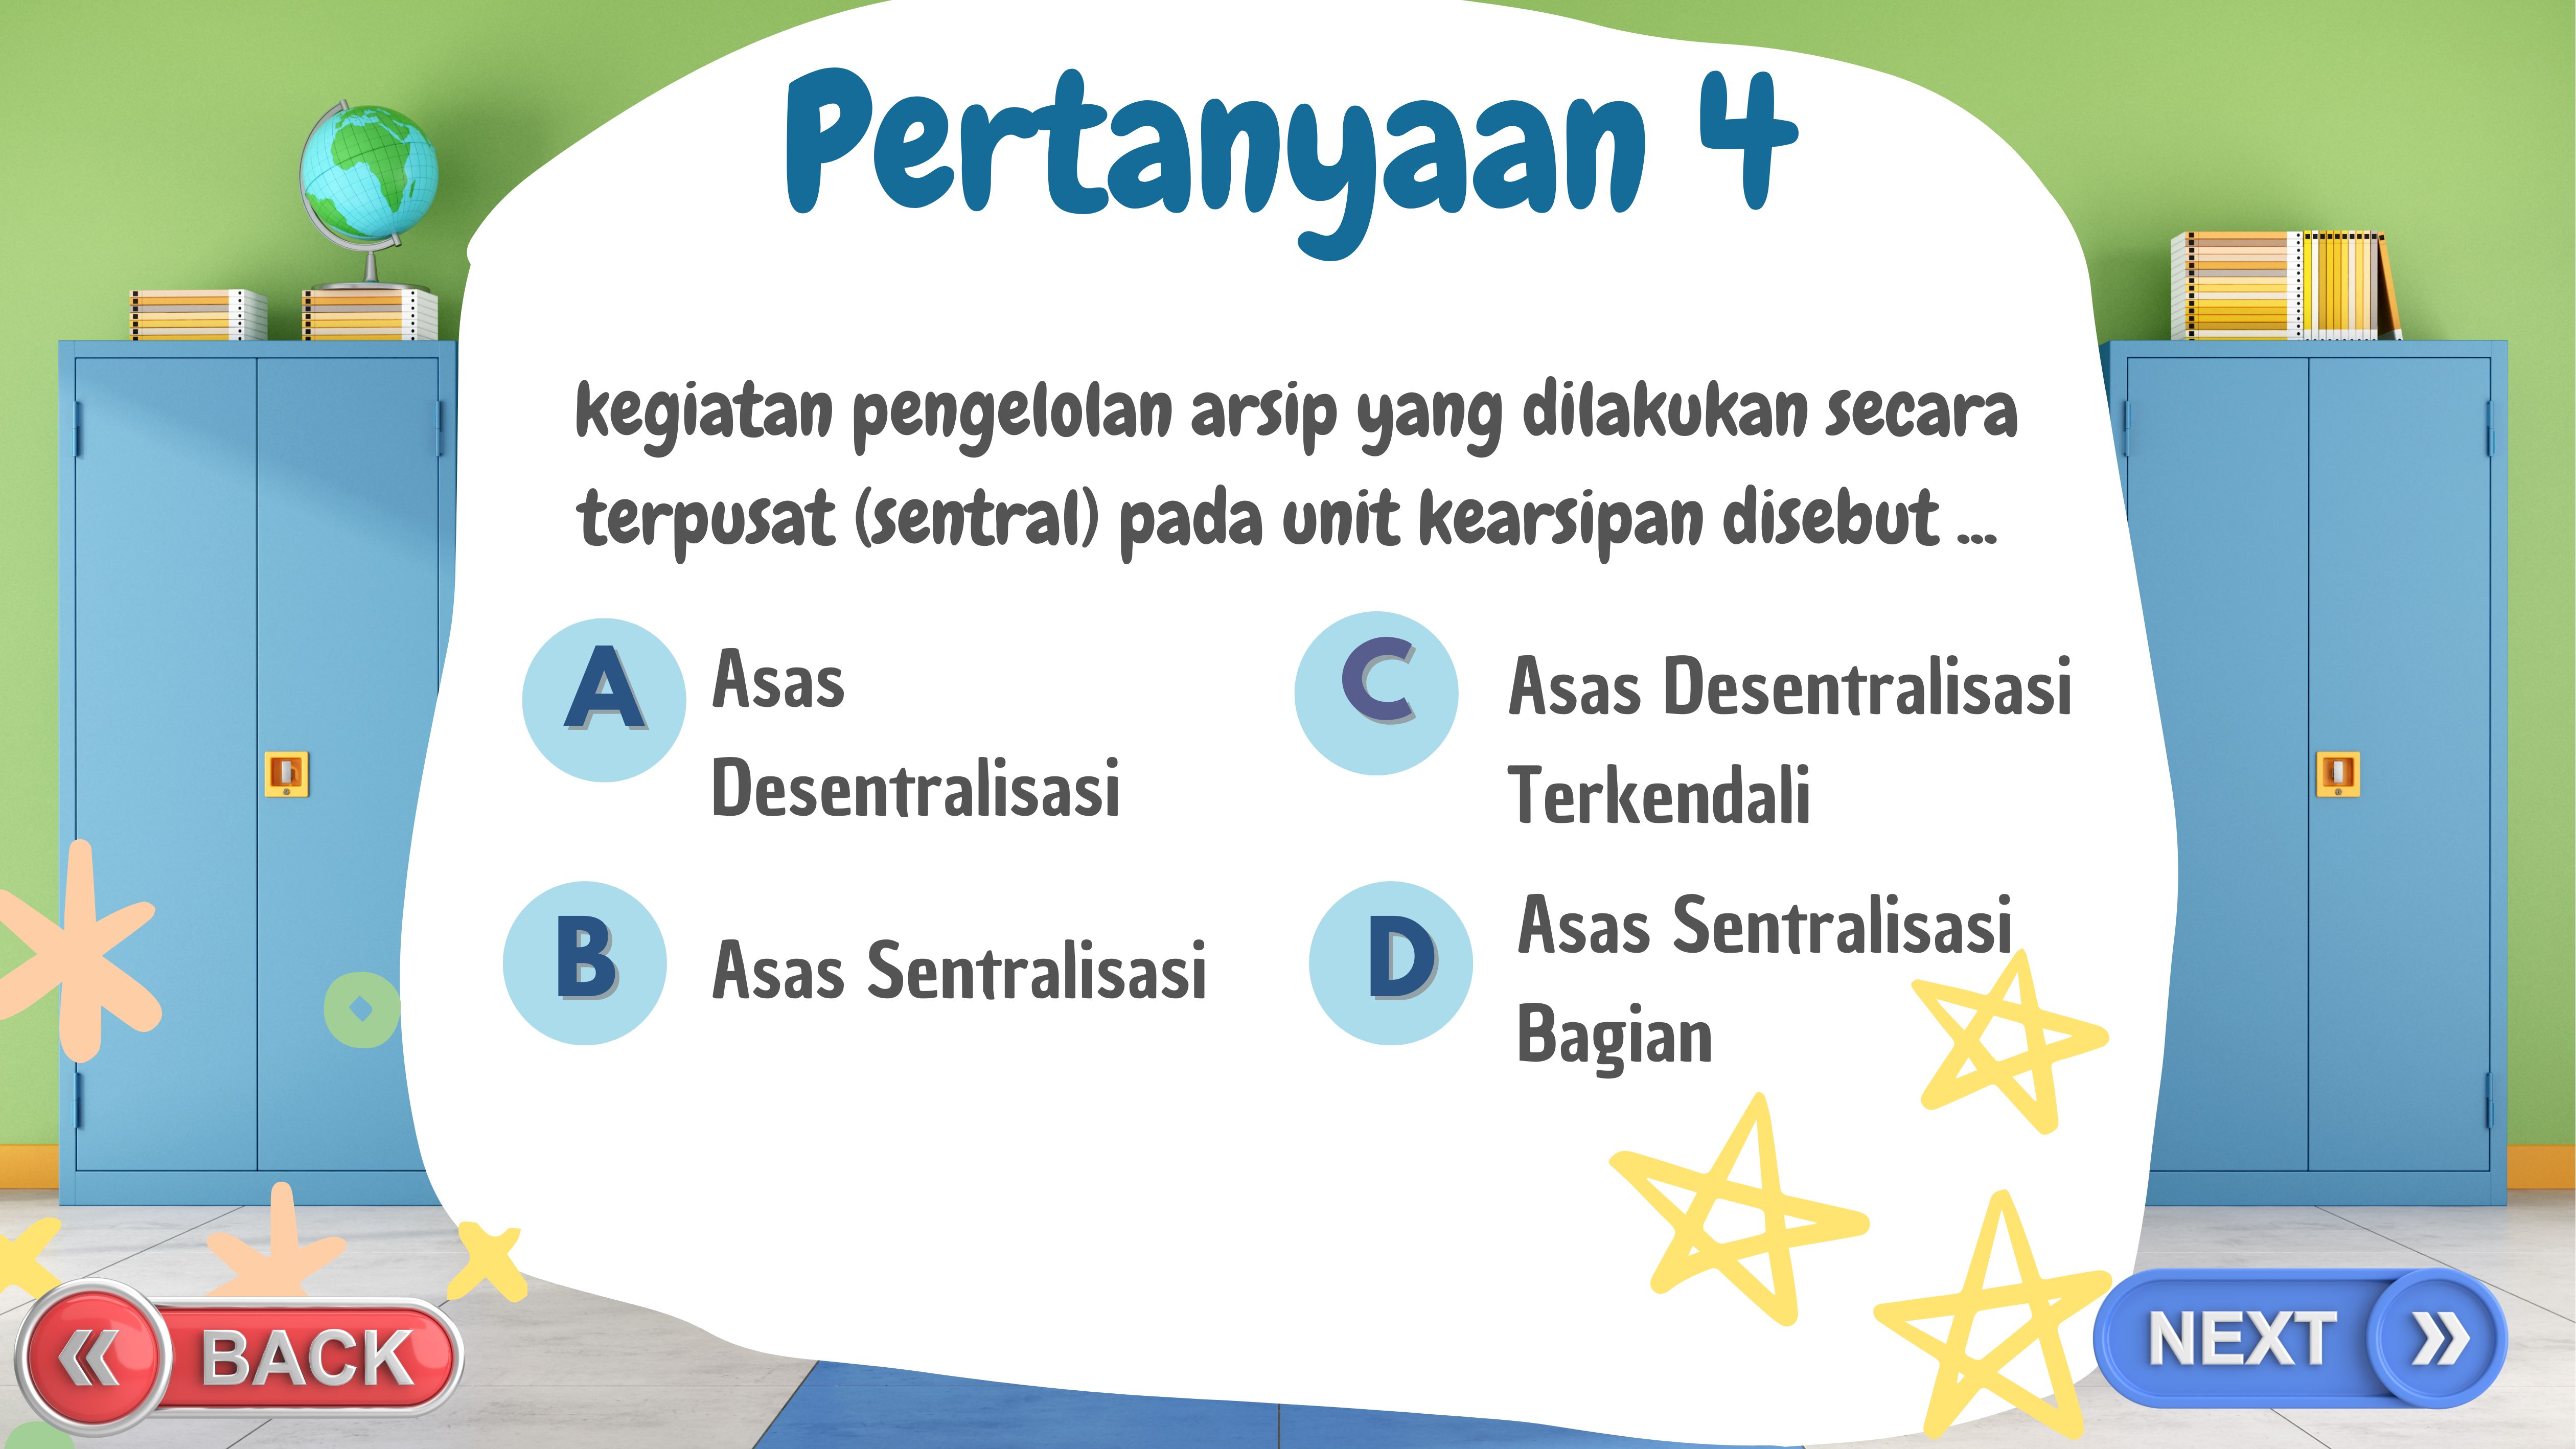 Pertanyaan 4
kegiatan pengelolan arsip yang dilakukan secara
terpusat (sentral) pada unit kearsipan disebut ...
A
Asas
Desentralisasi
B
Asas Sentralisasi
C
Asas Desentralisasi
Terkendali
D
Asas Sentralisasi
Bagian
BACK
NEXT